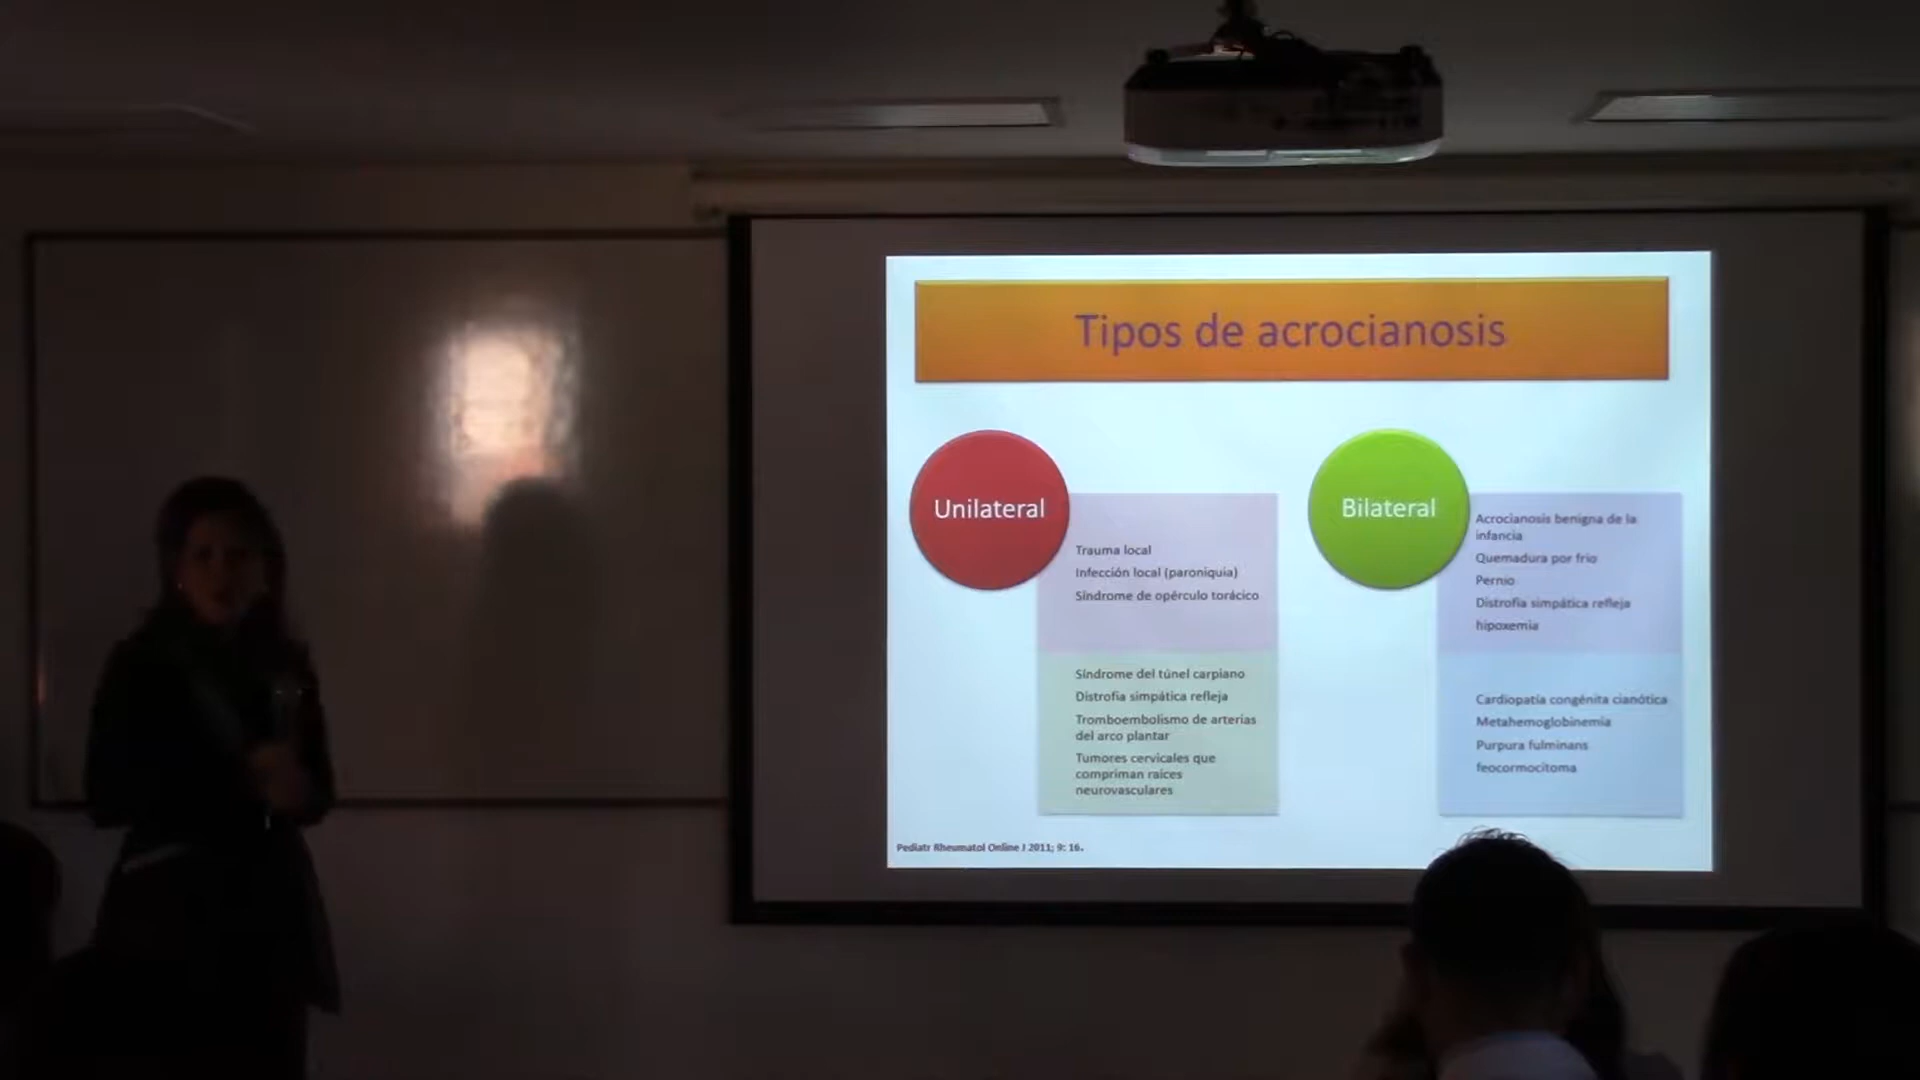 Tipos de acrocianosis
Unilateral
Trauma local
Infección local (paroniquia)
Síndrome de opérculo torácico
Síndrome del túnel carpiano
Distrofia simpática refleja
Tromboembolismo de arterias
del arco plantar
Tumores cervicales que
compriman raíces
neurovasculares
Bilateral
Acrocianosis benigna de la
infancia
Quemadura por frio
Pernio
Distrofia simpática refleja
hipoxemia
Cardiopatía congénita cianótica
Metahemoglobinemia
Purpura fulminans
feocormocitoma
Pediatr Rheumatol Online J 2011; 9: 16.